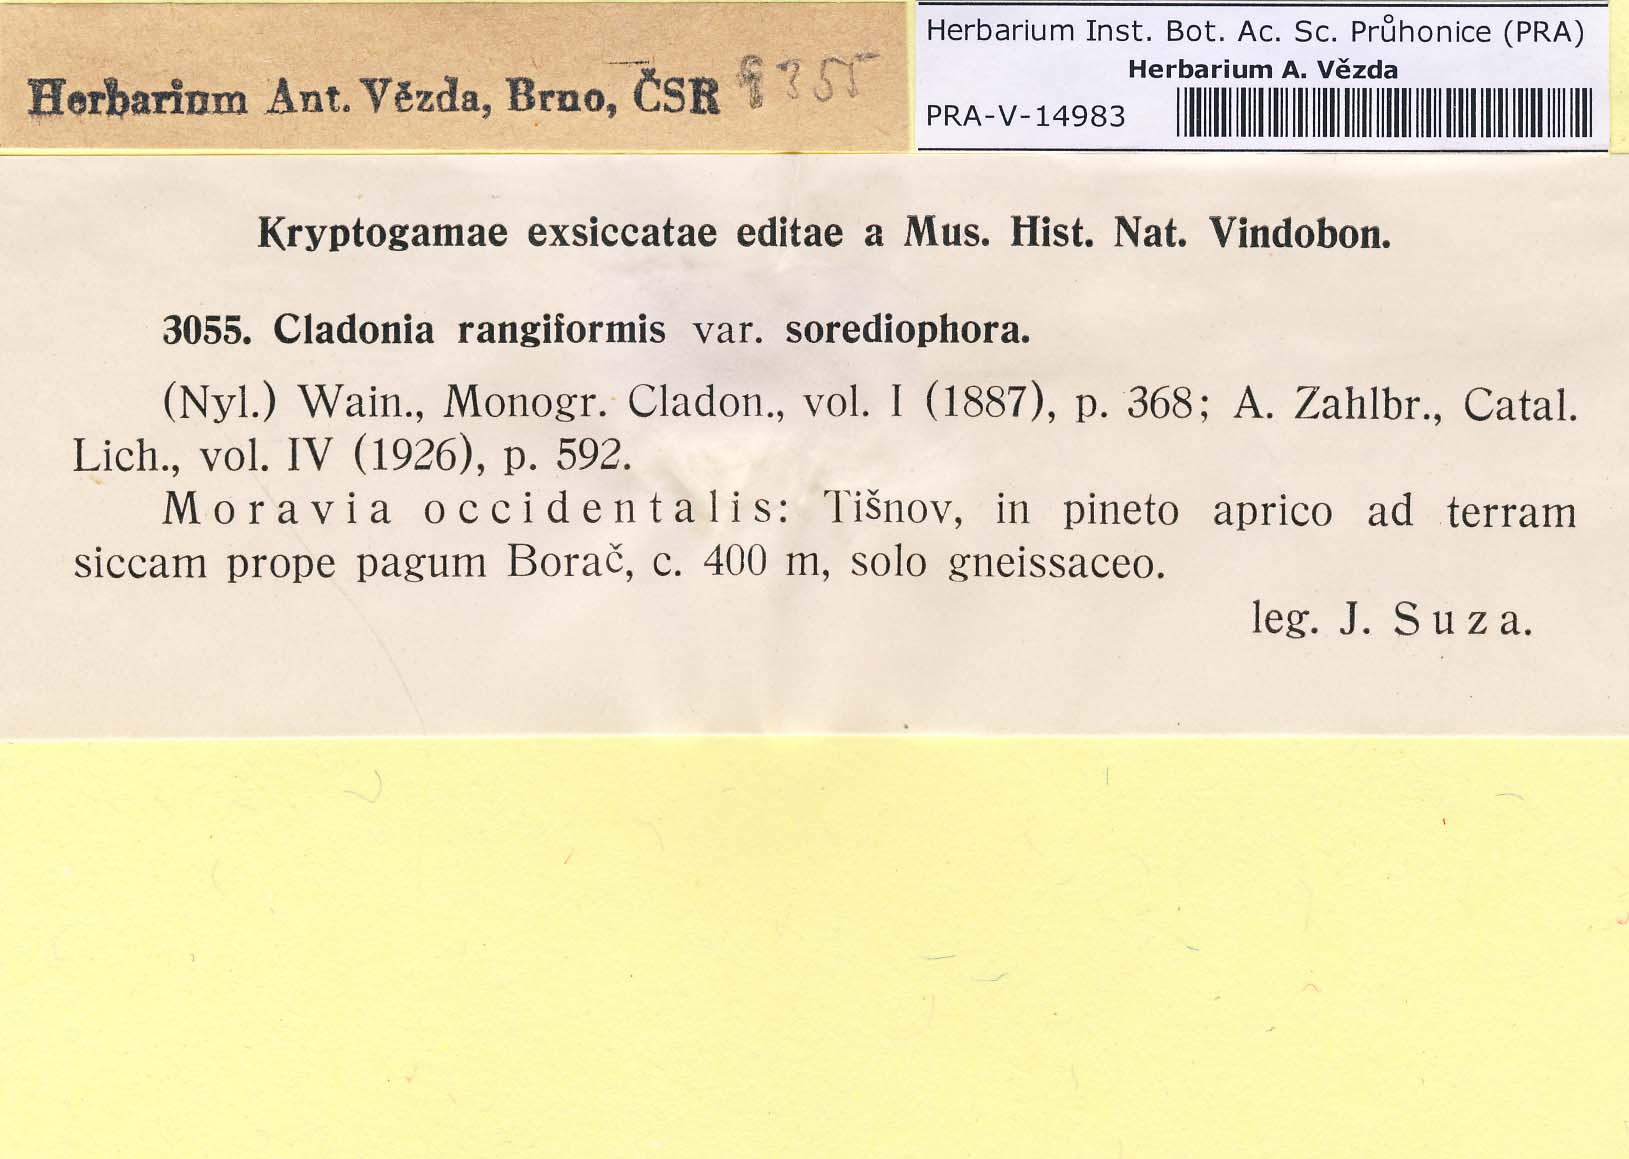 Herbarium Ant. Vězda, Brno, ČSR 8355
Herbarium Inst. Bot. Ac. Sc. Průhonice (PRA)
Herbarium A. Vězda
PRA-V-14983
Kryptogamae exsiccatae editae a Mus. Hist. Nat. Vindobon.
3055. Cladonia rangiformis var. sorediophora.
(Nyl.) Wain., Monogr. Cladon., vol. I (1887), p. 368; A. Zahlbr., Catal.
Lich., vol. IV (1926), p. 592.
Moravia occidentalis: Tišnov, in pineto aprico ad terram
siccam prope pagum Borač, c. 400 m, solo gneissaceo.
leg. J. Suza.